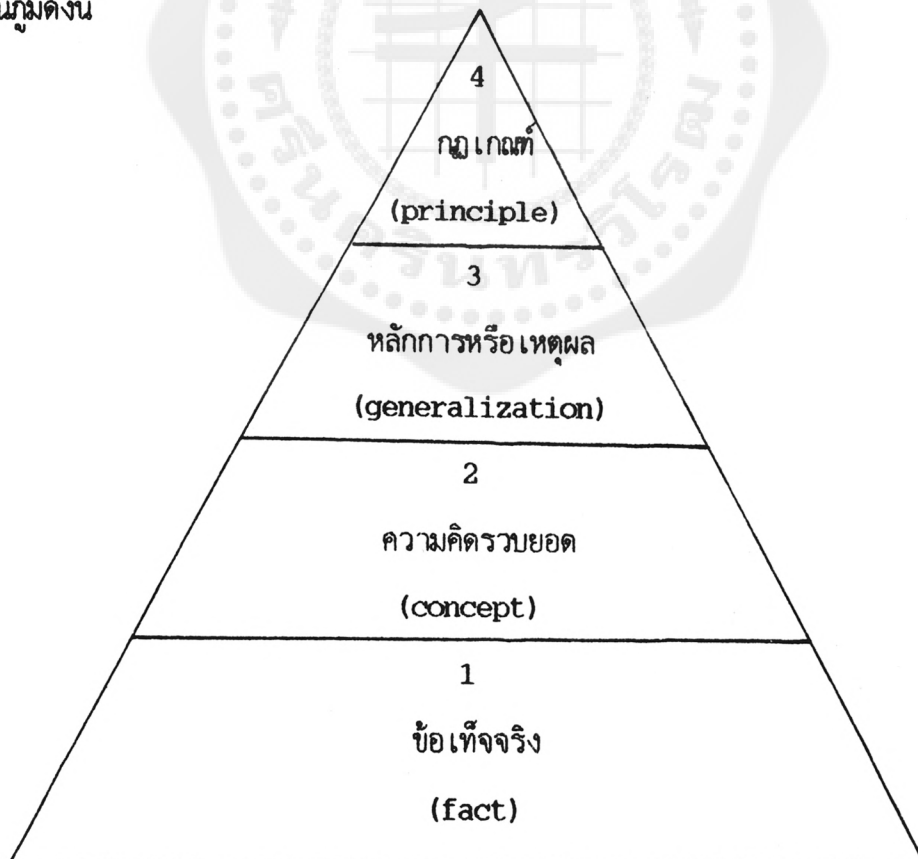 4
กฎเกณฑ์
(principle)
3
หลักการหรือเหตุผล
(generalization)
2
ความคิดรวบยอด
(concept)
1
ข้อเท็จจริง
(fact)